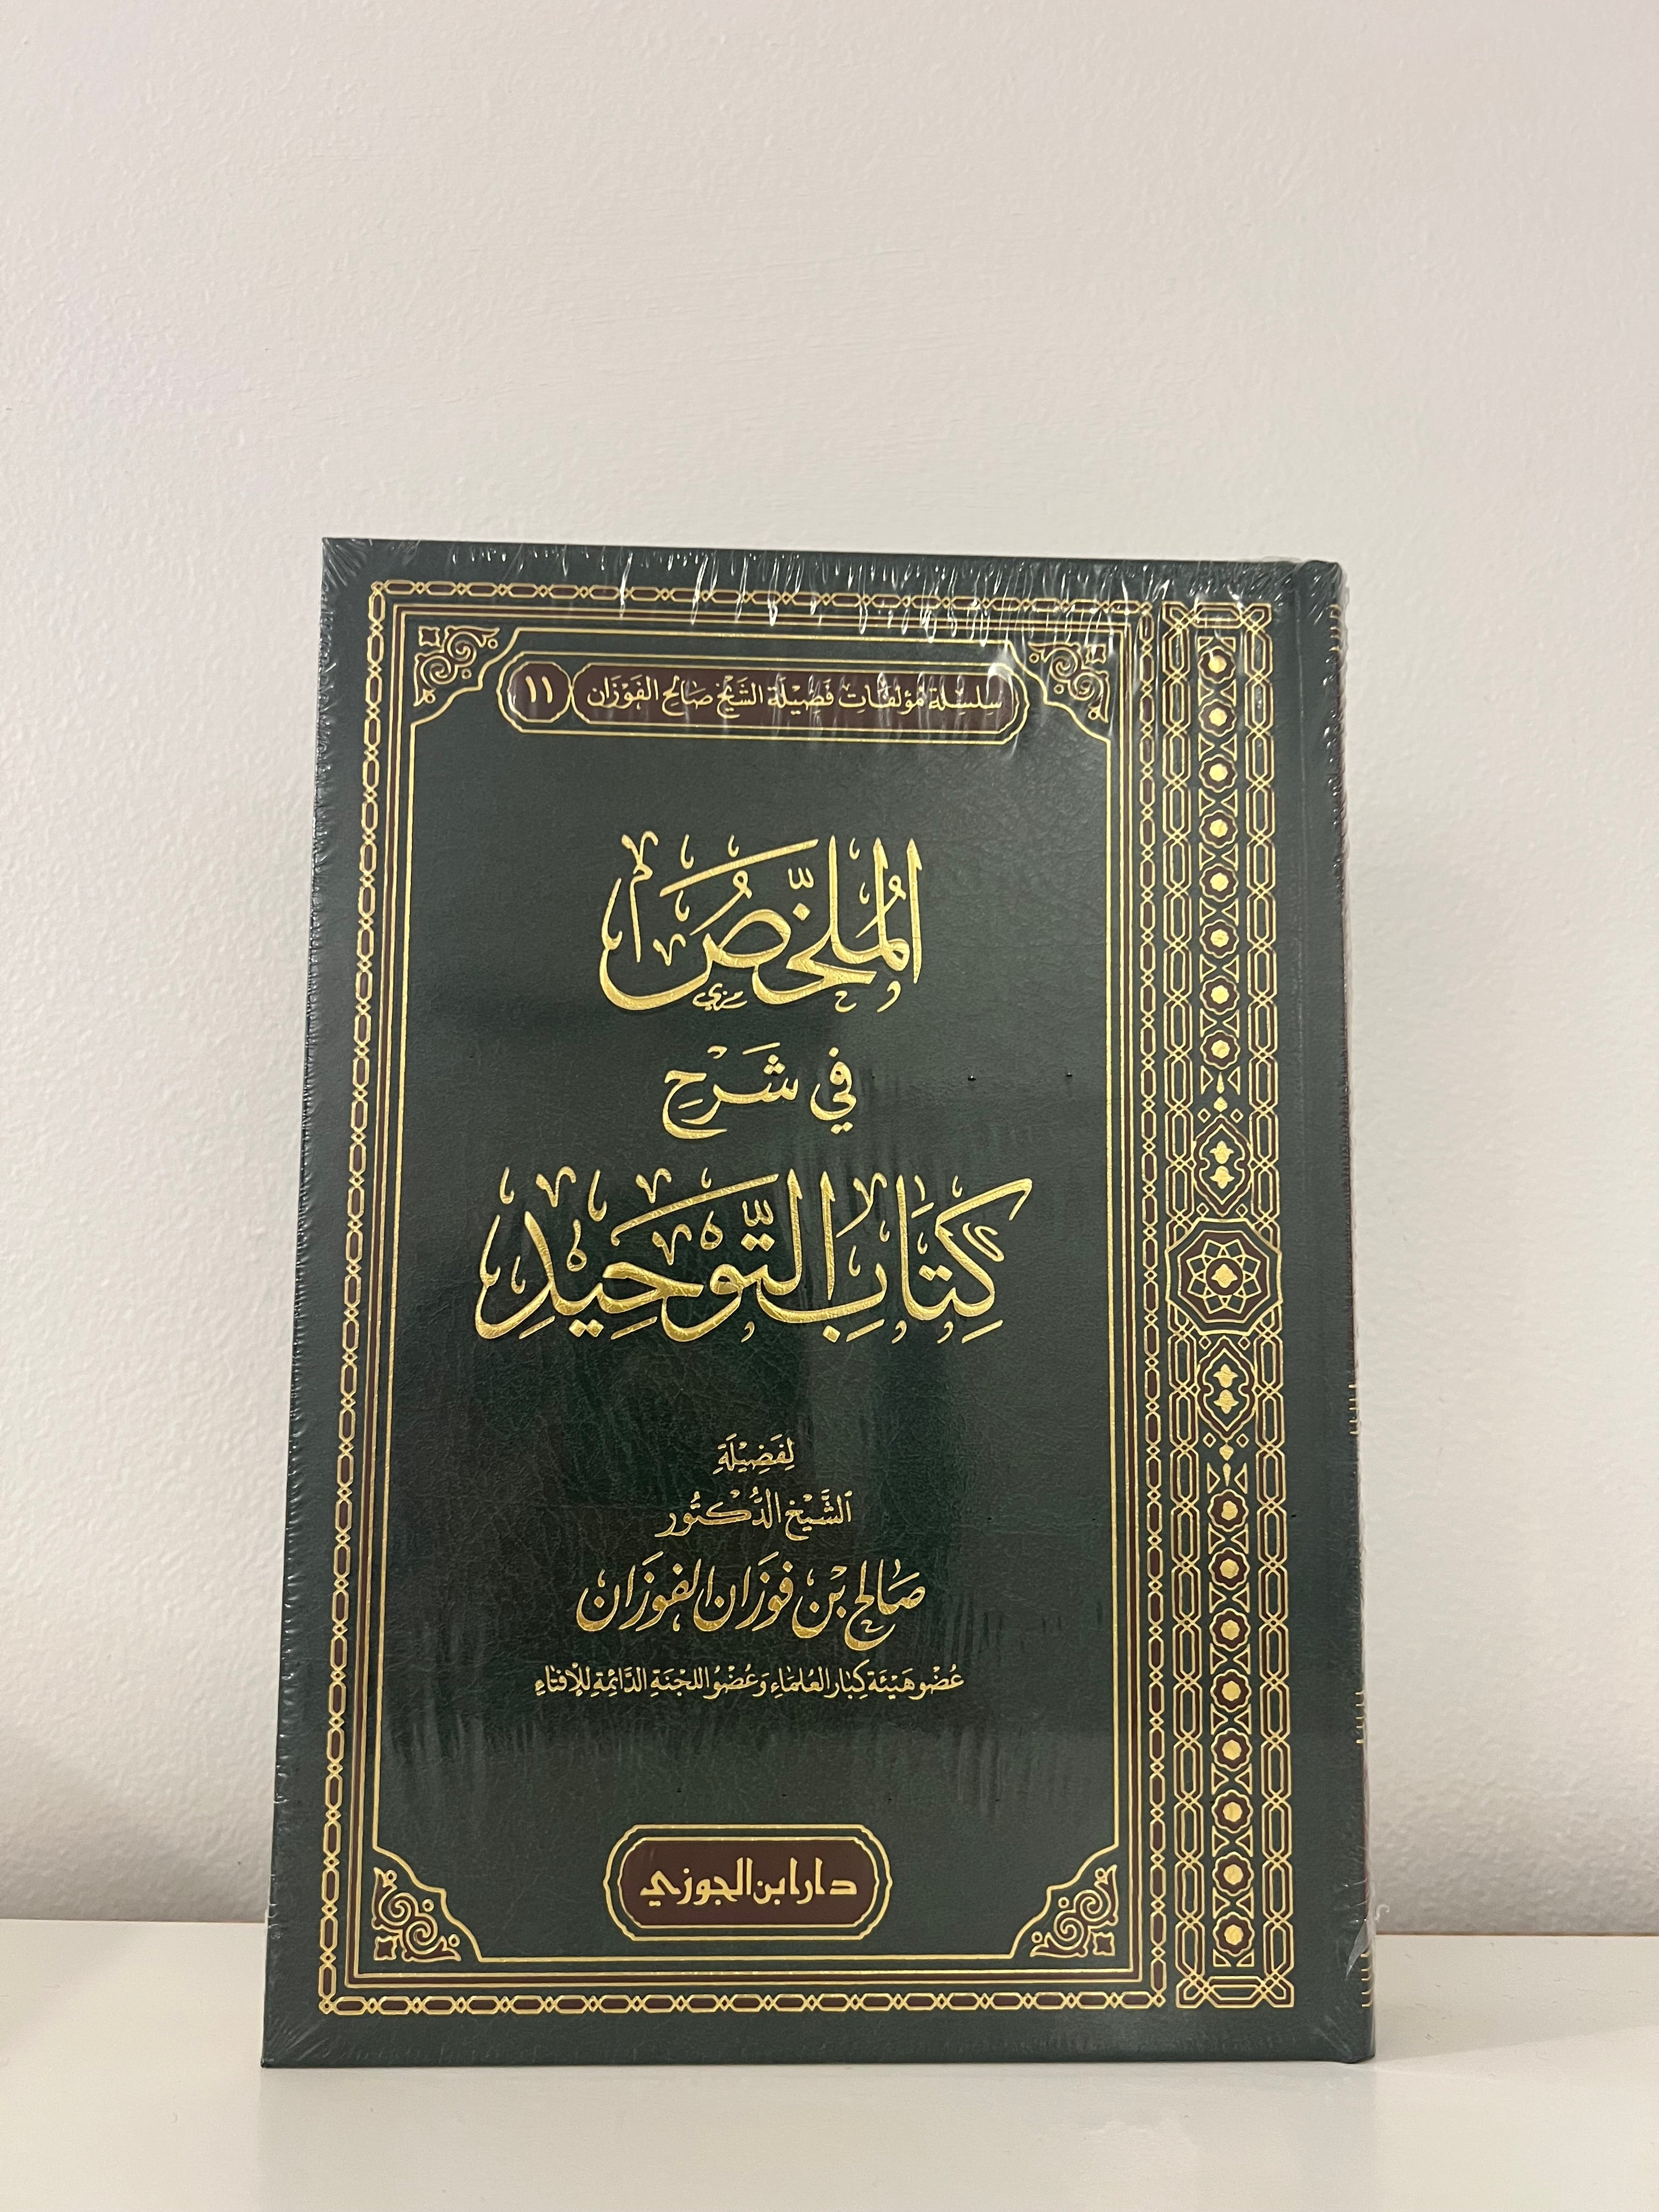 سلسلة مؤلفات فضيلة الشيخ صالح الفوزان ١١
الملخصُّ
في شرح
كتاب التوحيد
لفضيلة
الشيخ الدكتور
صالح بن فوزان الفوزان
عضو هيئة كبار العلماء وعضو اللجنة الدائمة للإفتاء
دار ابن الجوزي